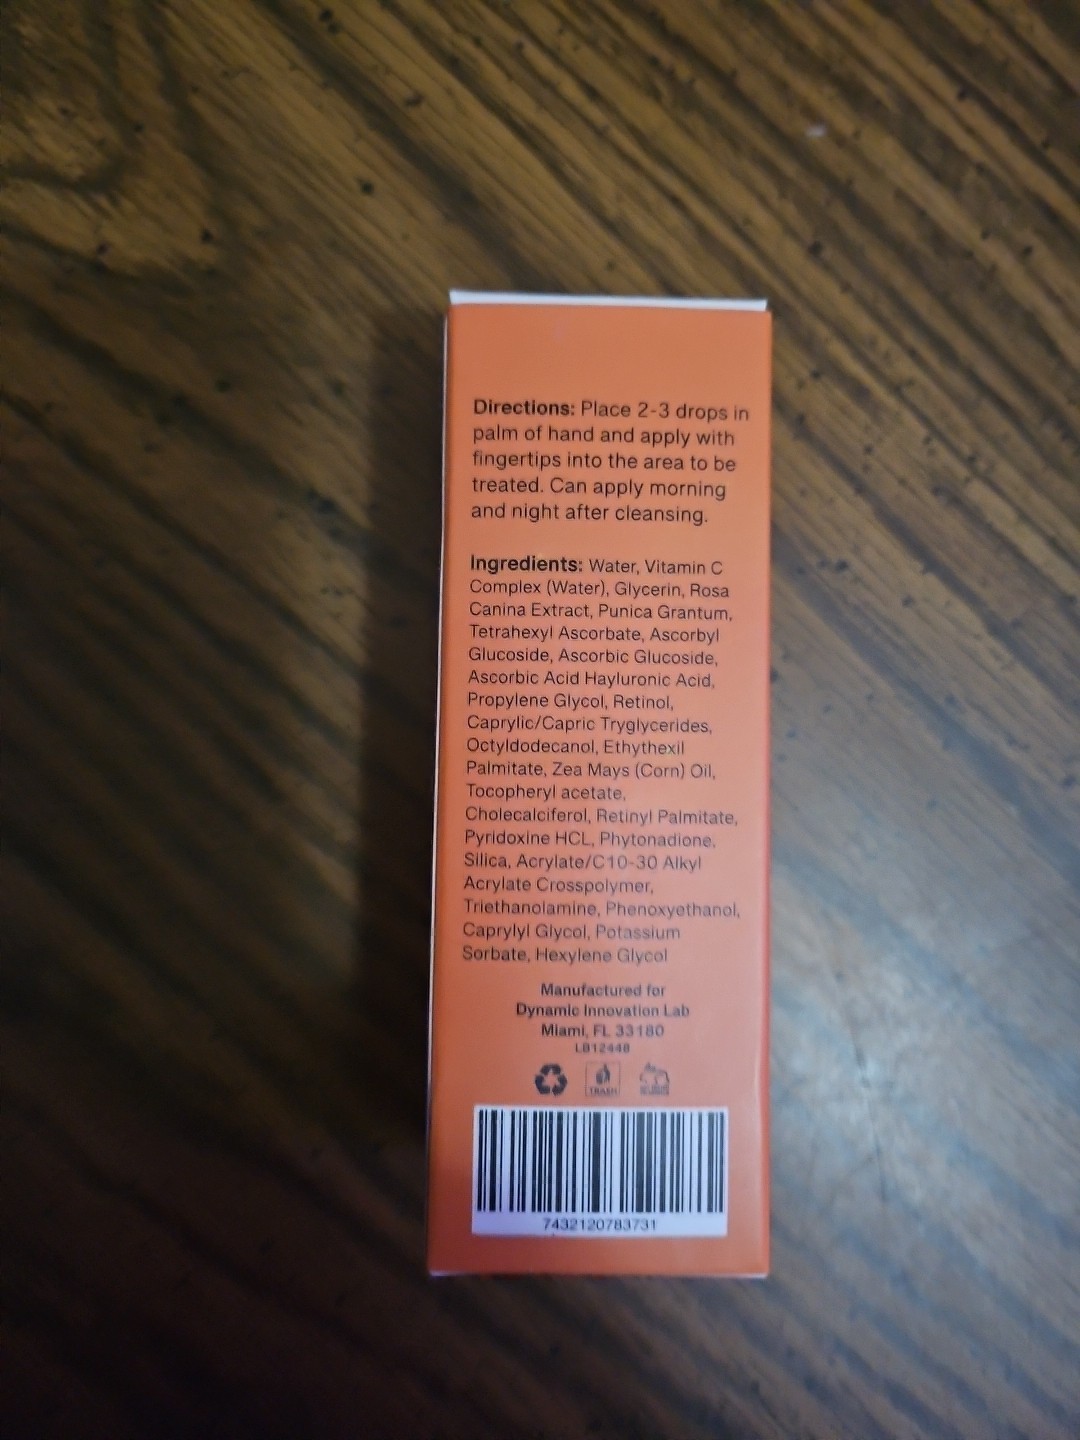 Directions: Place 2-3 drops in
palm of hand and apply with
fingertips into the area to be
treated. Can apply morning
and night after cleansing.
Ingredients: Water, Vitamin C
Complex (Water), Glycerin, Rosa
Canina Extract, Punica Grantum,
Tetrahexyl Ascorbate, Ascorbyl
Glucoside, Ascorbic Glucoside,
Ascorbic Acid Hayluronic Acid,
Propylene Glycol, Retinol,
Caprylic/Capric Tryglycerides,
Octyldodecanol, Ethythexil
Palmitate, Zea Mays (Corn) Oil,
Tocopheryl acetate,
Cholecalciferol, Retinyl Palmitate,
Pyridoxine HCL, Phytonadione,
Silica, Acrylate/C10-30 Alkyl
Acrylate Crosspolymer,
Triethanolamine, Phenoxyethanol,
Caprylyl Glycol, Potassium
Sorbate, Hexylene Glycol
Manufactured for
Dynamic Innovation Lab
Miami, FL 33180
LB12448
TRASH
7432120783731